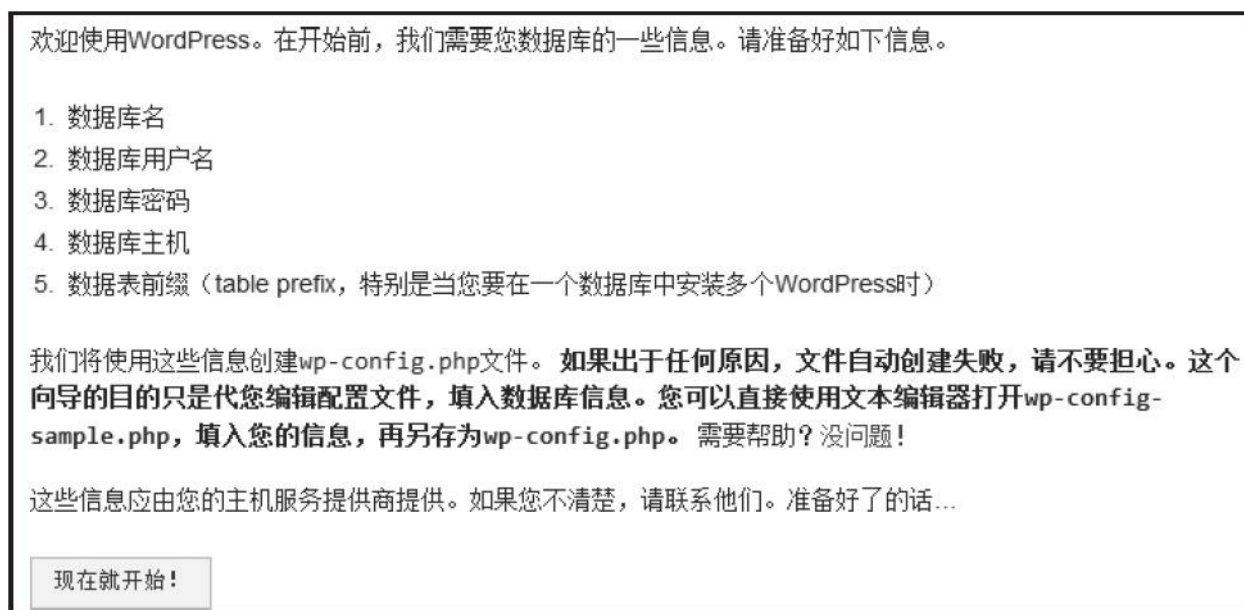 欢迎使用WordPress。在开始前，我们需要您数据库的一些信息。请准备好如下信息。
1. 数据库名
2. 数据库用户名
3. 数据库密码
4. 数据库主机
5. 数据表前缀（table prefix，特别是当您要在一个数据库中安装多个WordPress时）
我们将使用这些信息创建wp-config.php文件。 如果出于任何原因，文件自动创建失败，请不要担心。这个
向导的目的只是代您编辑配置文件，填入数据库信息。您可以直接使用文本编辑器打开wp-config-
sample.php，填入您的信息，再另存为wp-config.php。 需要帮助？没问题！
这些信息应由您的主机服务提供商提供。如果您不清楚，请联系他们。准备好了的话…
现在就开始！